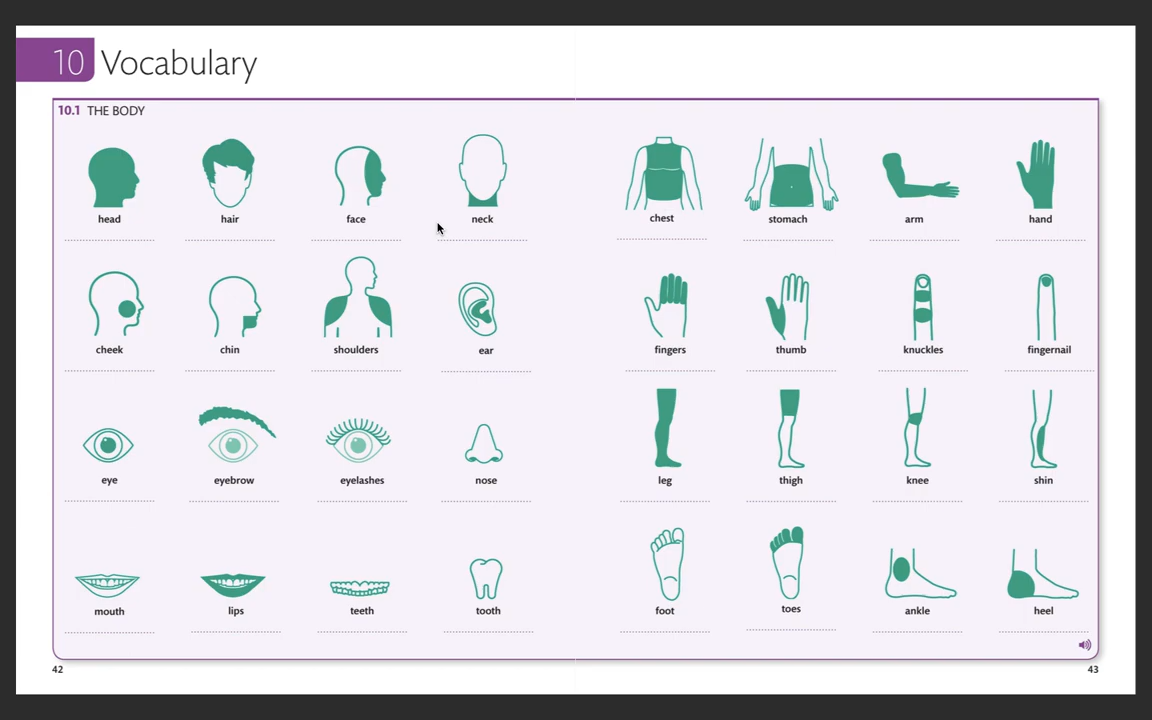 10 Vocabulary
10.1 THE BODY
head hair face neck chest stomach arm hand
cheek chin shoulders ear fingers thumb knuckles fingernail
eye eyebrow eyelashes nose leg thigh knee shin
mouth lips teeth tooth foot toes ankle heel
42 43